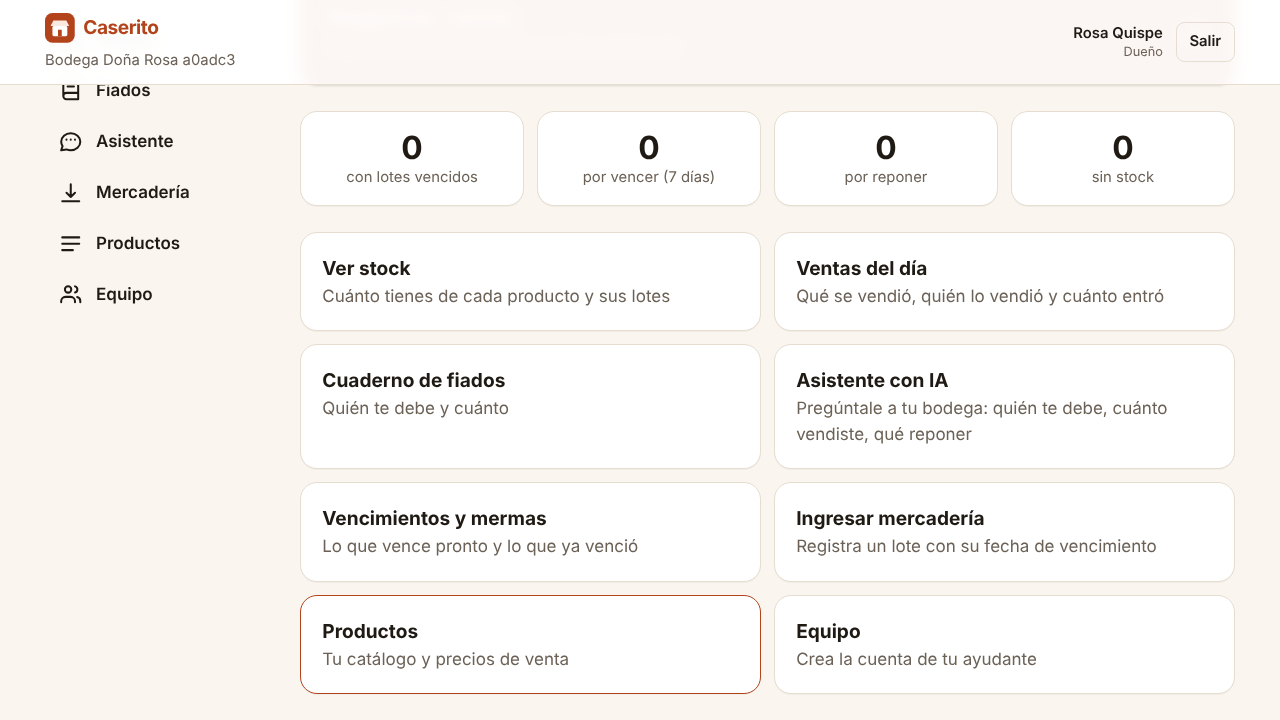 Caserito
Bodega Doña Rosa a0adc3
Rosa Quispe
Dueño
Salir
Fiados
Asistente
Mercadería
Productos
Equipo
0
con lotes vencidos
0
por vencer (7 días)
0
por reponer
0
sin stock
Ver stock
Cuánto tienes de cada producto y sus lotes
Ventas del día
Qué se vendió, quién lo vendió y cuánto entró
Cuaderno de fiados
Quién te debe y cuánto
Asistente con IA
Pregúntale a tu bodega: quién te debe, cuánto
vendiste, qué reponer
Vencimientos y mermas
Lo que vence pronto y lo que ya venció
Ingresar mercadería
Registra un lote con su fecha de vencimiento
Productos
Tu catálogo y precios de venta
Equipo
Crea la cuenta de tu ayudante